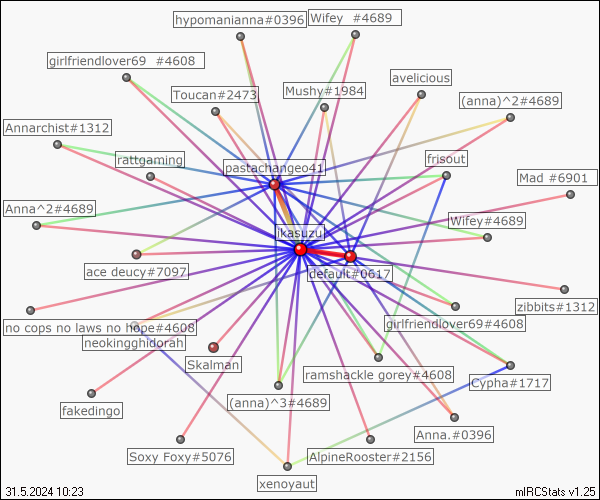 hypomanianna#0396
Wifey #4689
girlfriendlover69 #4608
avelicious
Toucan#2473
Mushy#1984
(anna)^2#4689
Annarchist#1312
rattgaming
pastachangeo41
frisout
Mad #6901
Anna^2#4689
Wifey#4689
ikasuzu
ace deucy#7097
default#0617
zibbits#1312
no cops no laws no hope#4608
girlfriendlover69#4608
neokingghidorah
Skalman
ramshackle gorey#4608
Cypha#1717
fakedingo
(anna)^3#4689
Anna.#0396
Soxy Foxy#5076
AlpineRooster#2156
xenoyaut
31.5.2024 10:23
mIRCStats v1.25